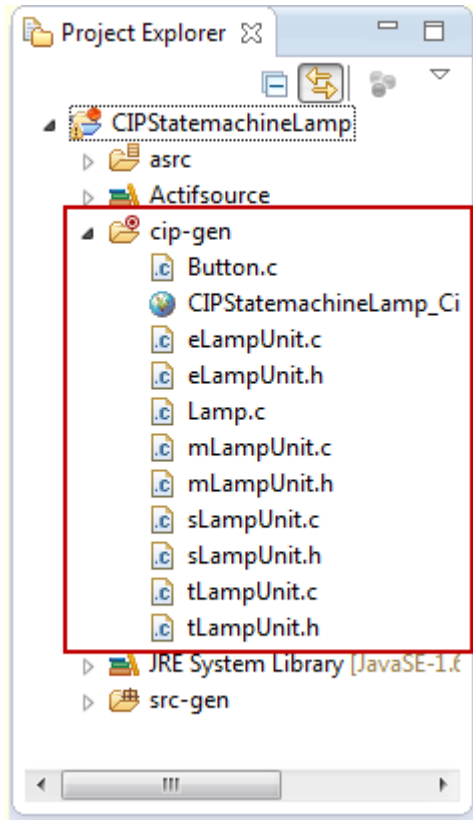 Project Explorer
CIPStatemachineLamp
asrc
Actifsource
cip-gen
Button.c
CIPStatemachineLamp_Ci
eLampUnit.c
eLampUnit.h
Lamp.c
mLampUnit.c
mLampUnit.h
sLampUnit.c
sLampUnit.h
tLampUnit.c
tLampUnit.h
JRE System Library [JavaSE-1.6
src-gen